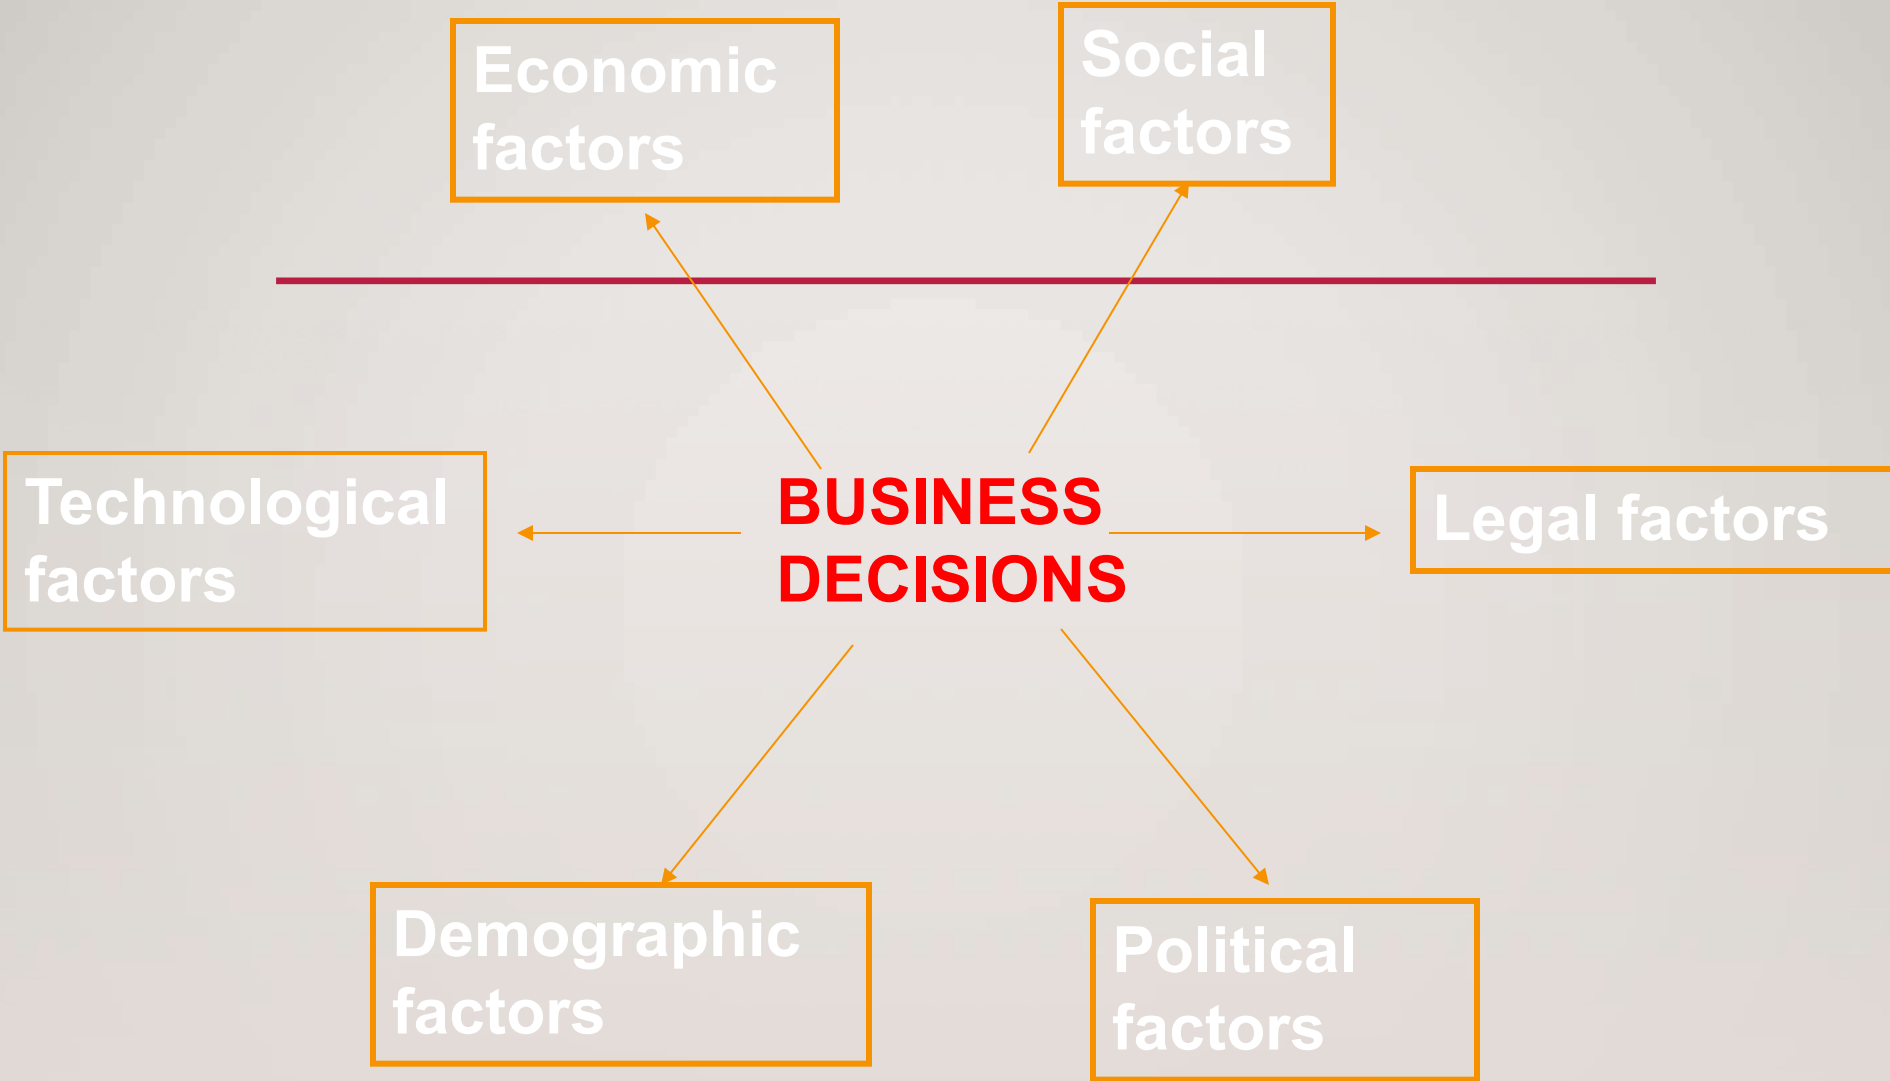 Economic
factors
Social
factors
Technological
factors
BUSINESS
DECISIONS
Legal factors
Demographic
factors
Political
factors